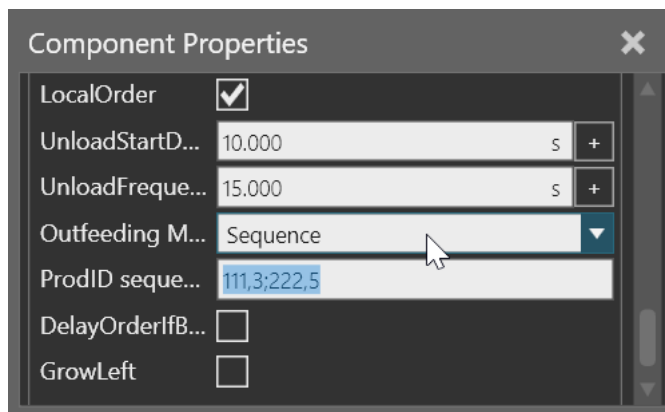 Component Properties
LocalOrder
UnloadStartD... 10.000 s +
UnloadFreque... 15.000 s +
Outfeeding M... Sequence
ProdID seque... 111,3;222,5
DelayOrderIfB...
GrowLeft